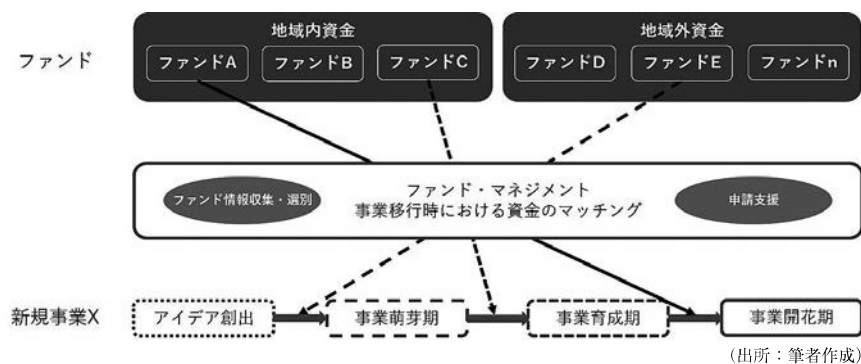 地域内資金
地域外資金
ファンド
ファンドA
ファンドB
ファンドC
ファンドD
ファンドE
ファンドn
ファンド・マネジメント
ファンド情報収集・選別
事業移行時における資金のマッチング
申請支援
新規事業X
アイデア創出
事業萌芽期
事業育成期
事業開花期
(出所：筆者作成)